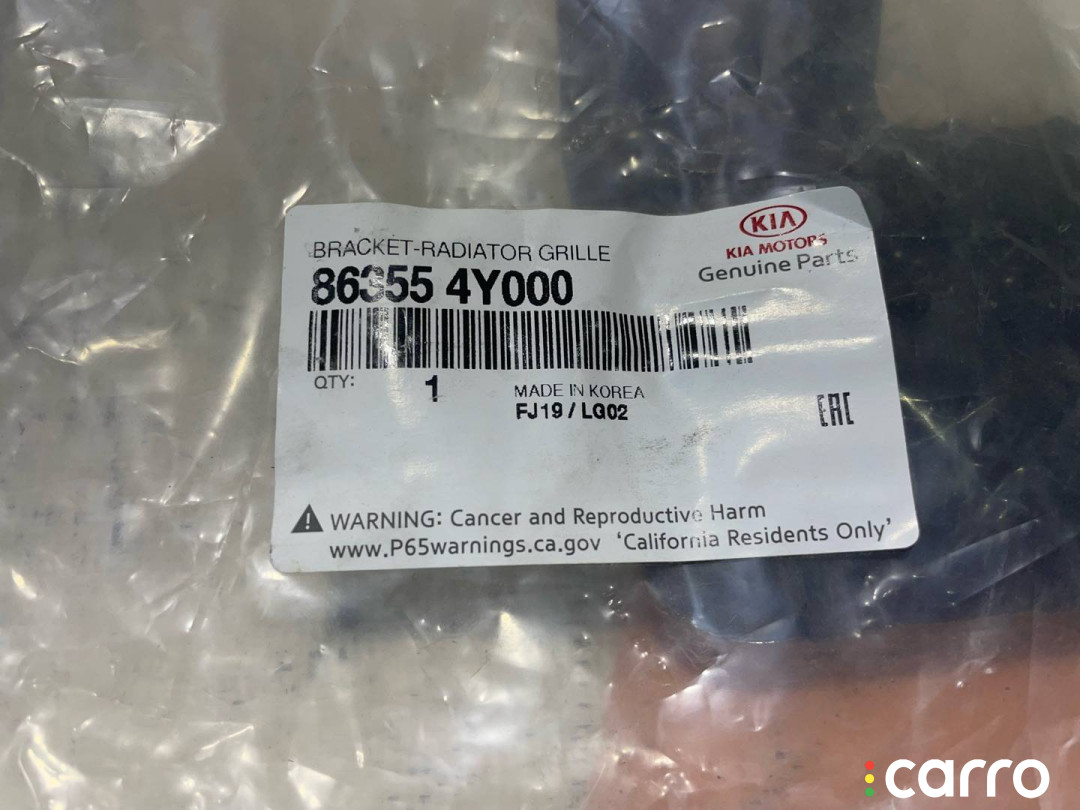 BRACKET-RADIATOR GRILLE
86355 4Y000
KIA
KIA MOTORS
Genuine Parts
QTY: 1
MADE IN KOREA
FJ19 / LG02
EAC
WARNING: Cancer and Reproductive Harm
www.P65warnings.ca.gov 'California Residents Only'
carro